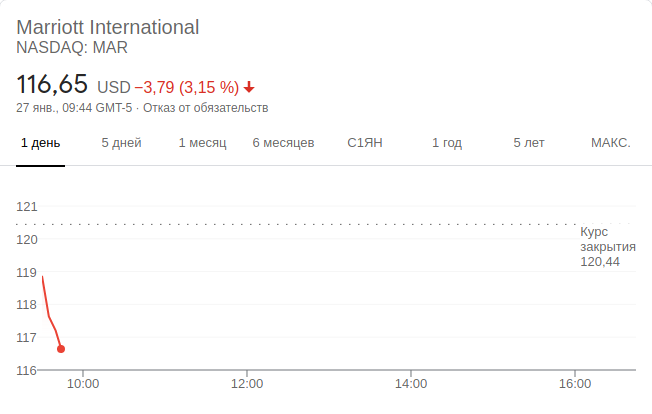 Marriott International
NASDAQ: MAR
116,65 USD −3,79 (3,15 %)
27 янв., 09:44 GMT-5 · Отказ от обязательств
1 день 5 дней 1 месяц 6 месяцев С1ЯН 1 год 5 лет МАКС.
121
120
119
118
117
116
Курс
закрытия
120,44
10:00 12:00 14:00 16:00